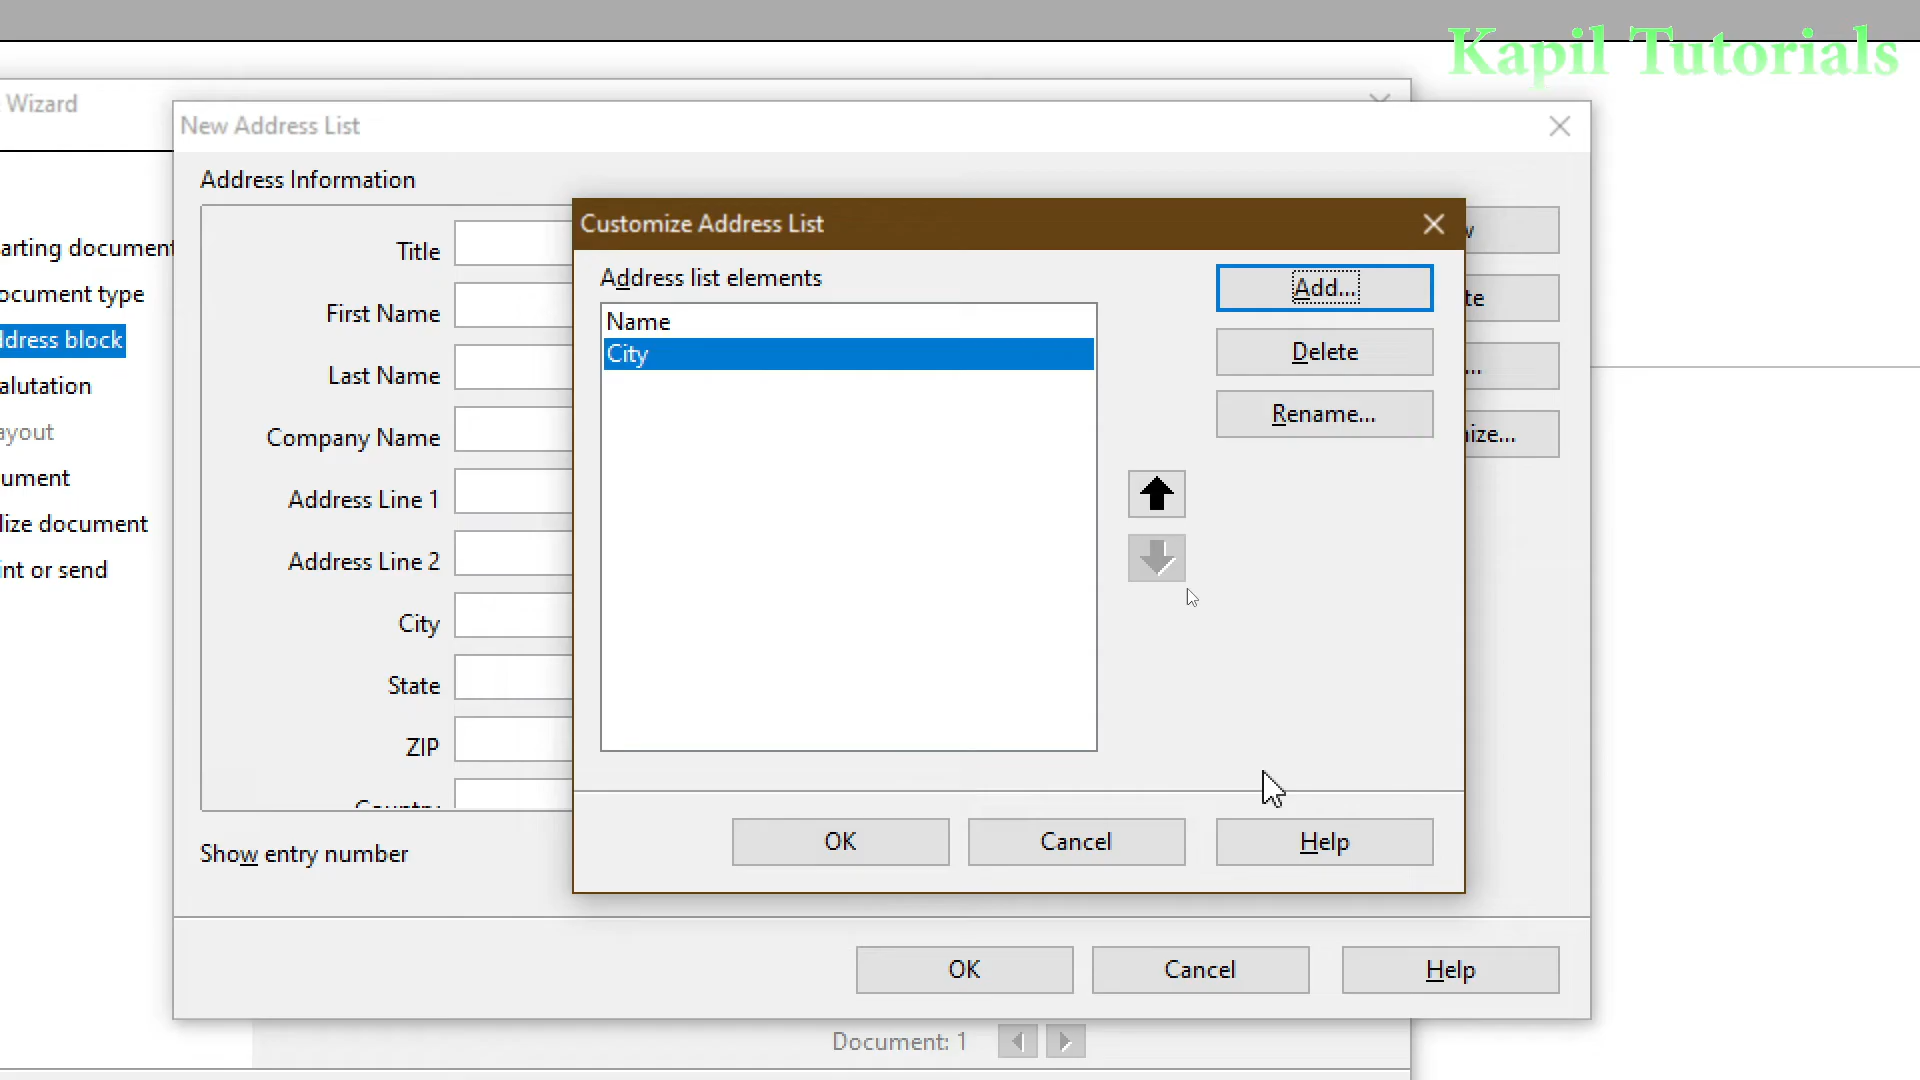 Kapil Tutorials
Wizard
New Address List
Address Information
arting document
ocument type
ddress block
alutation
ayout
ument
lize document
int or send
Title
First Name
Last Name
Company Name
Address Line 1
Address Line 2
City
State
ZIP
Country
Show entry number
Customize Address List
Address list elements
Name
City
Add...
Delete
Rename...
OK
Cancel
Help
te
...
ize...
OK
Cancel
Help
Document: 1